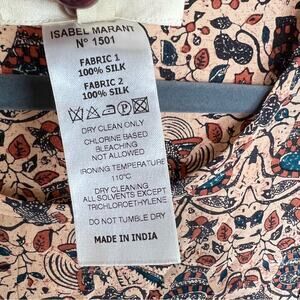 ISABEL MARANT
N° 1501
FABRIC 1
100% SILK
FABRIC 2
100% SILK
P
DRY CLEAN ONLY
CHLORINE BASED
BLEACHING
NOT ALLOWED
IRONING TEMPERATURE
110°C
DRY CLEANING
ALL SOLVENTS EXCEPT
TRICHLOROETHYLENE
DO NOT TUMBLE DRY
MADE IN INDIA